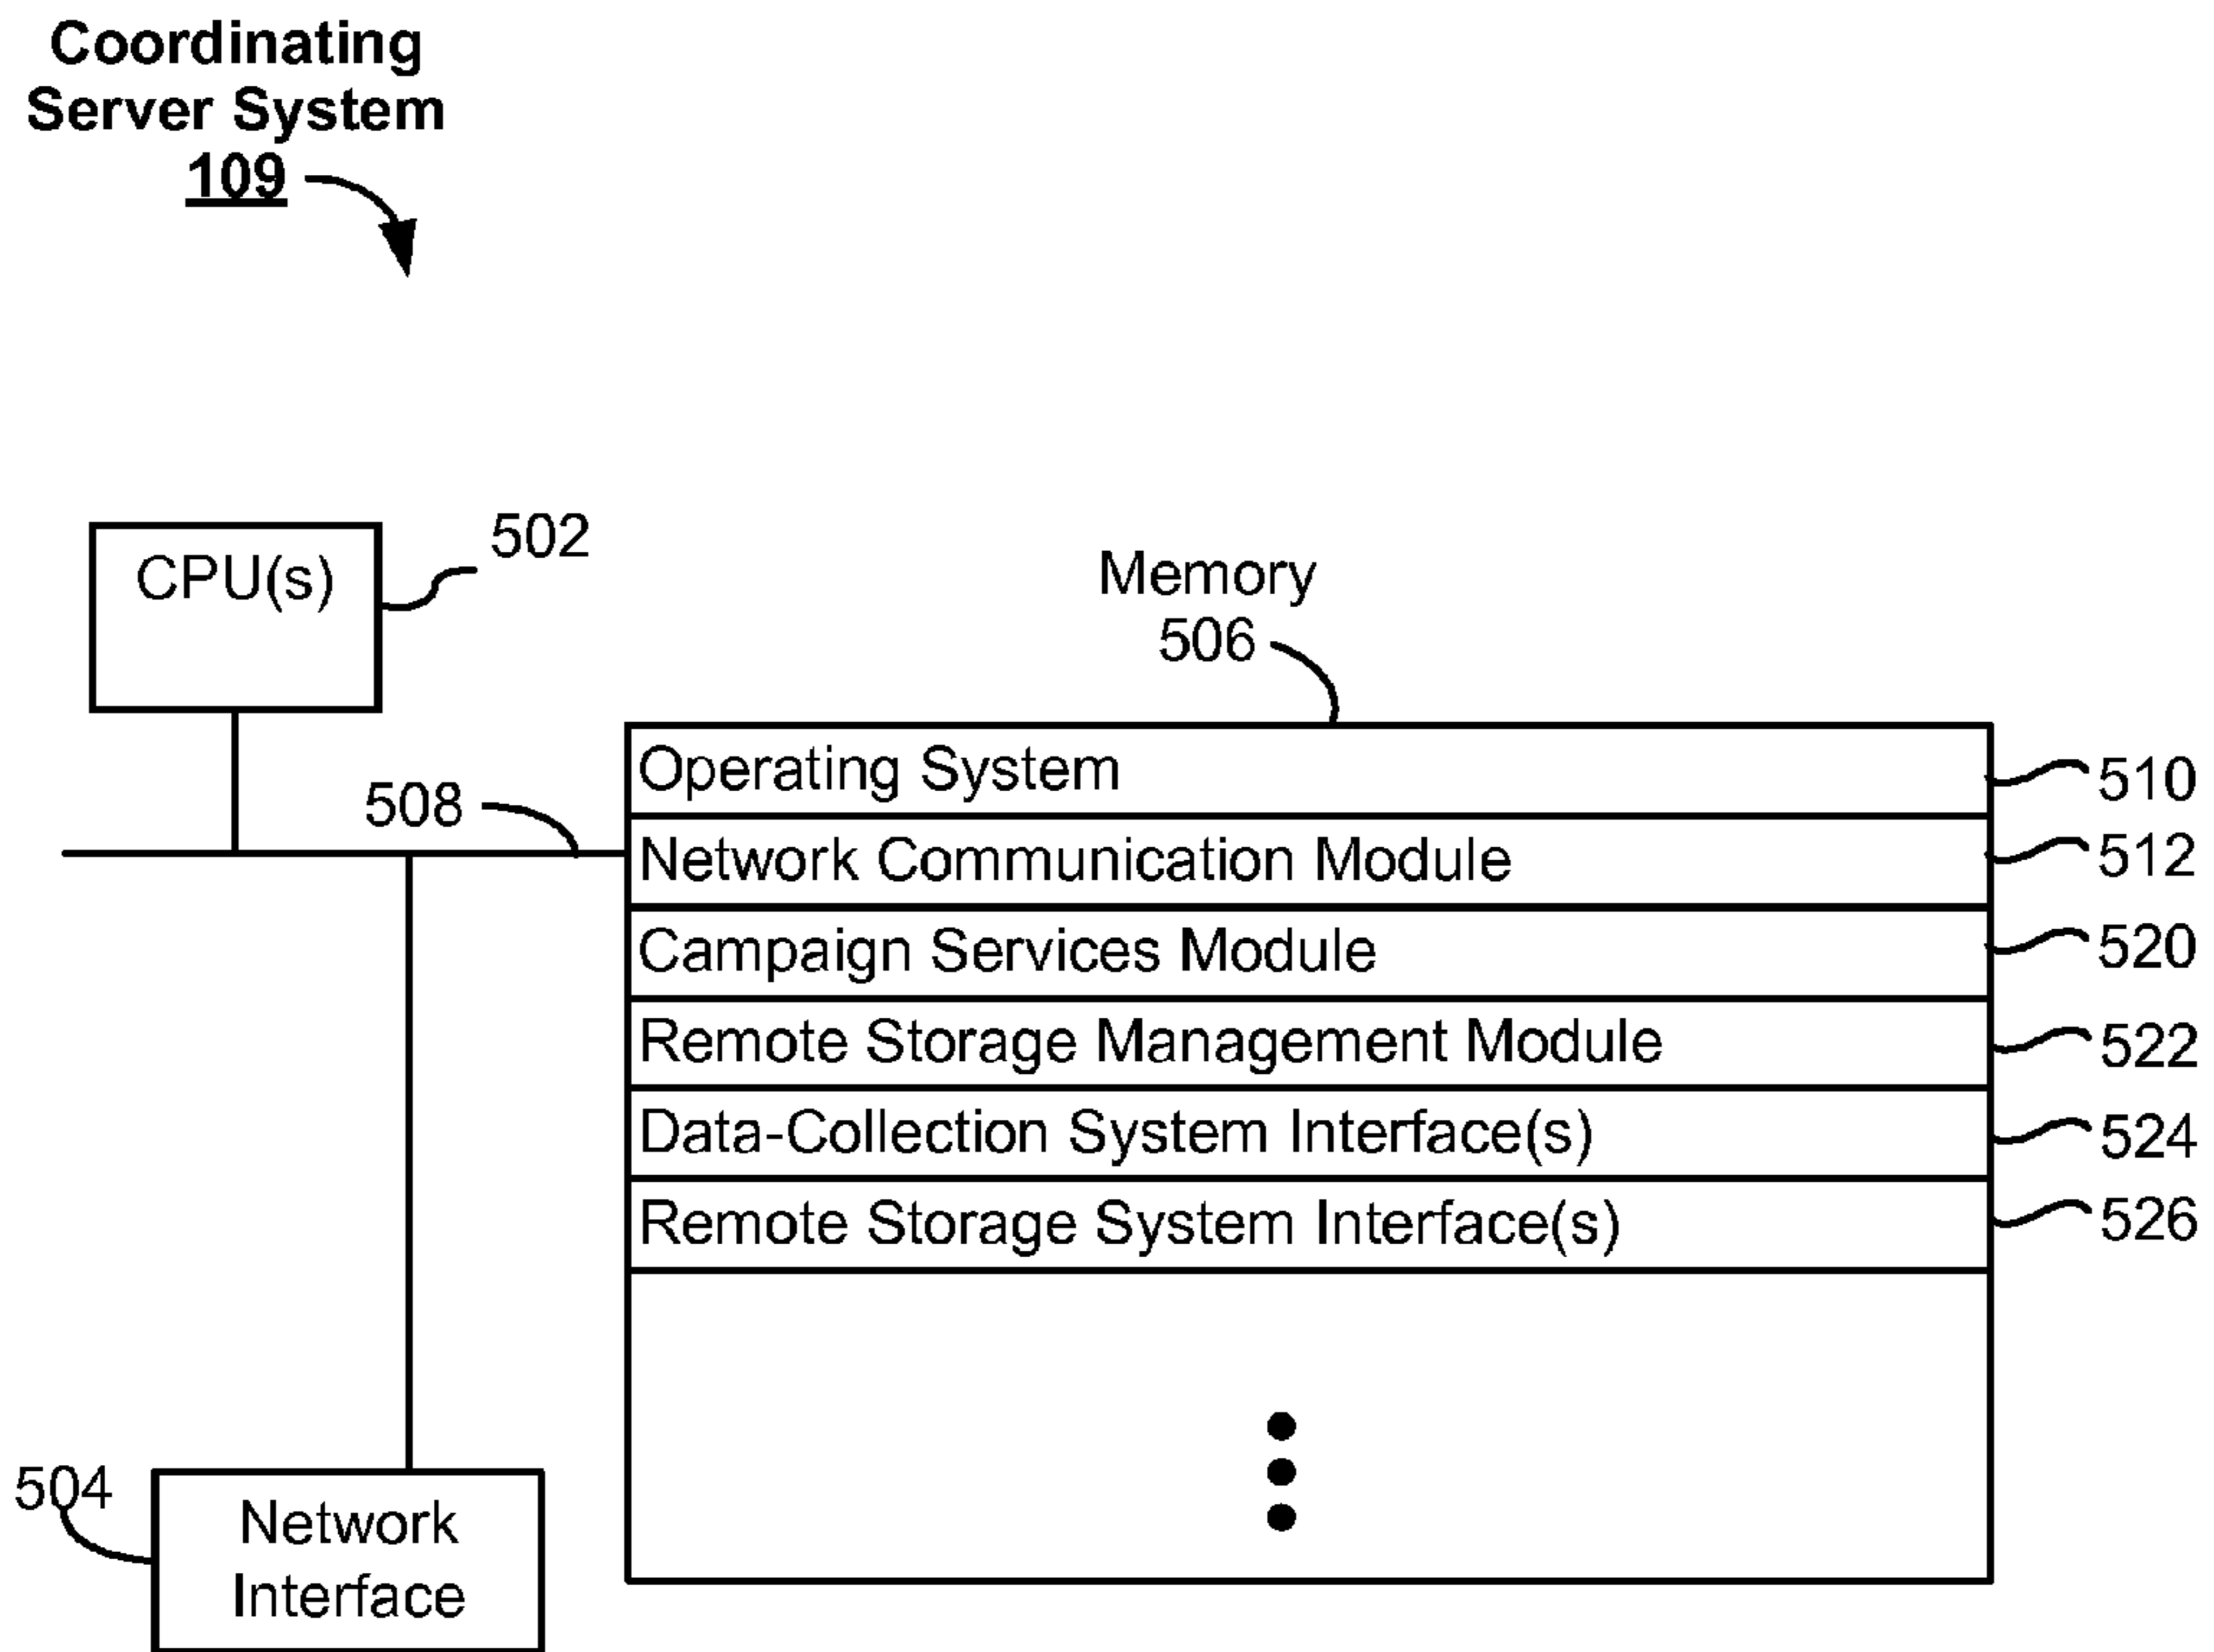 Coordinating
Server System
109
CPU(s)
502
Memory
506
508
Operating System
510
Network Communication Module
512
Campaign Services Module
520
Remote Storage Management Module
522
Data-Collection System Interface(s)
524
Remote Storage System Interface(s)
526
504
Network
Interface